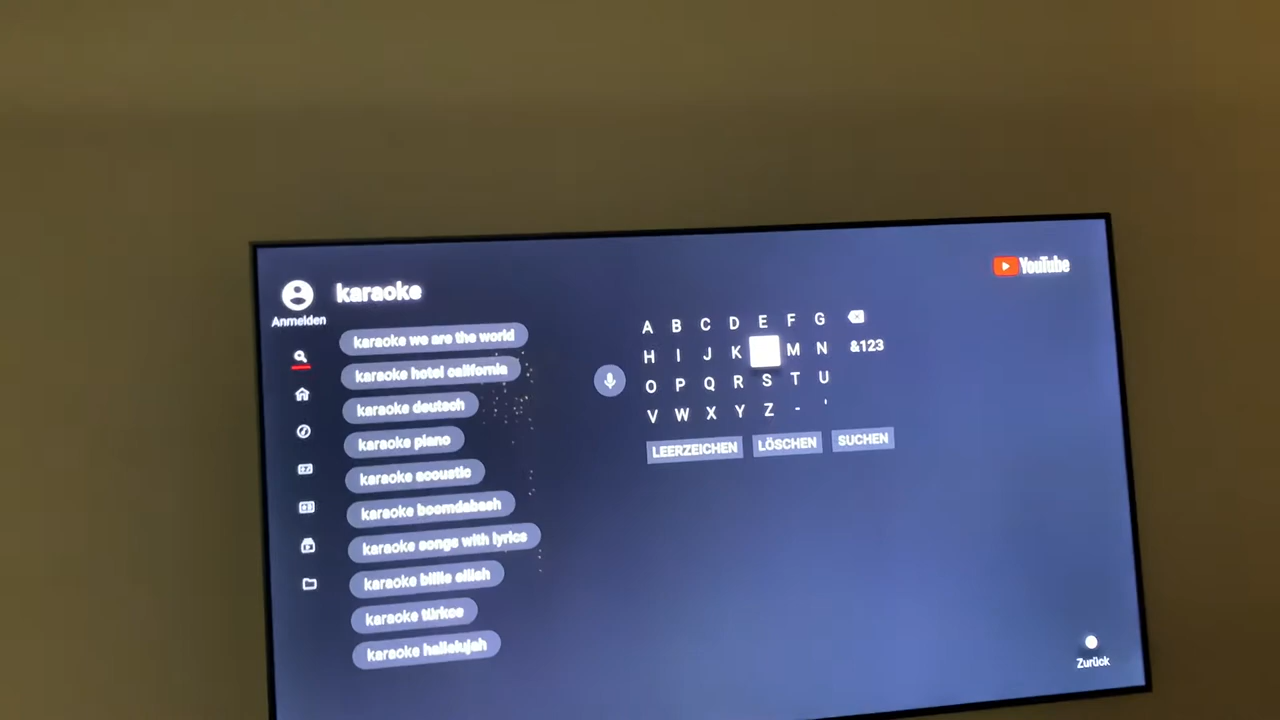 YouTube
karaoke
Anmelden
karaoke we are the world
karaoke hotel california
karaoke deutsch
karaoke piano
karaoke acoustic
karaoke boomdabash
karaoke songs with lyrics
karaoke billie eilish
karaoke türkçe
karaoke hallelujah
A B C D E F G
H I J K M N &123
O P Q R S T U
V W X Y Z - '
LEERZEICHEN LÖSCHEN SUCHEN
Zurück